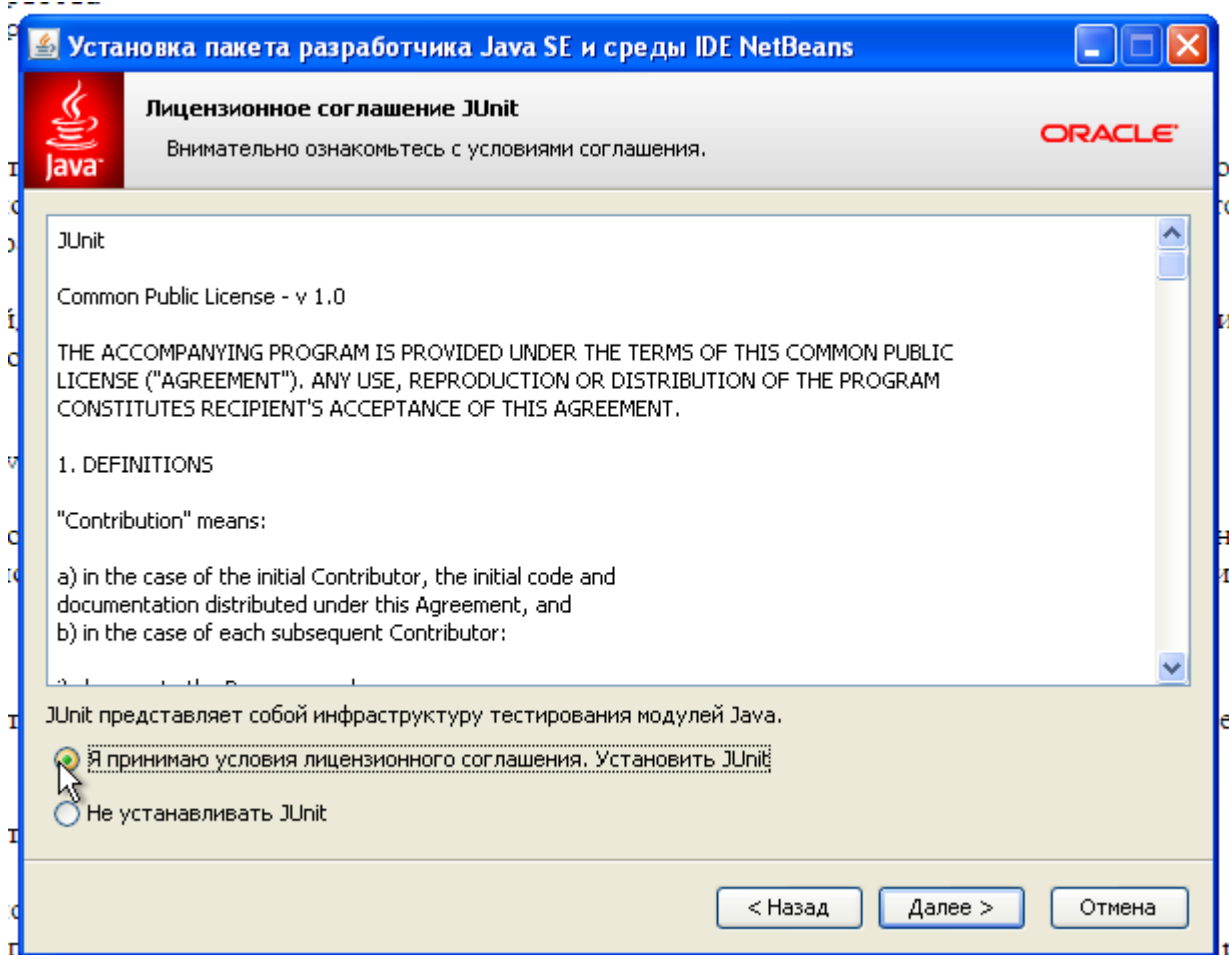 Установка пакета разработчика Java SE и среды IDE NetBeans
Лицензионное соглашение JUnit
Внимательно ознакомьтесь с условиями соглашения.
Java
ORACLE
JUnit
Common Public License - v 1.0
THE ACCOMPANYING PROGRAM IS PROVIDED UNDER THE TERMS OF THIS COMMON PUBLIC
LICENSE ("AGREEMENT"). ANY USE, REPRODUCTION OR DISTRIBUTION OF THE PROGRAM
CONSTITUTES RECIPIENT'S ACCEPTANCE OF THIS AGREEMENT.
1. DEFINITIONS
"Contribution" means:
a) in the case of the initial Contributor, the initial code and
documentation distributed under this Agreement, and
b) in the case of each subsequent Contributor:
JUnit представляет собой инфраструктуру тестирования модулей Java.
Я принимаю условия лицензионного соглашения. Установить JUnit
Не устанавливать JUnit
< Назад
Далее >
Отмена